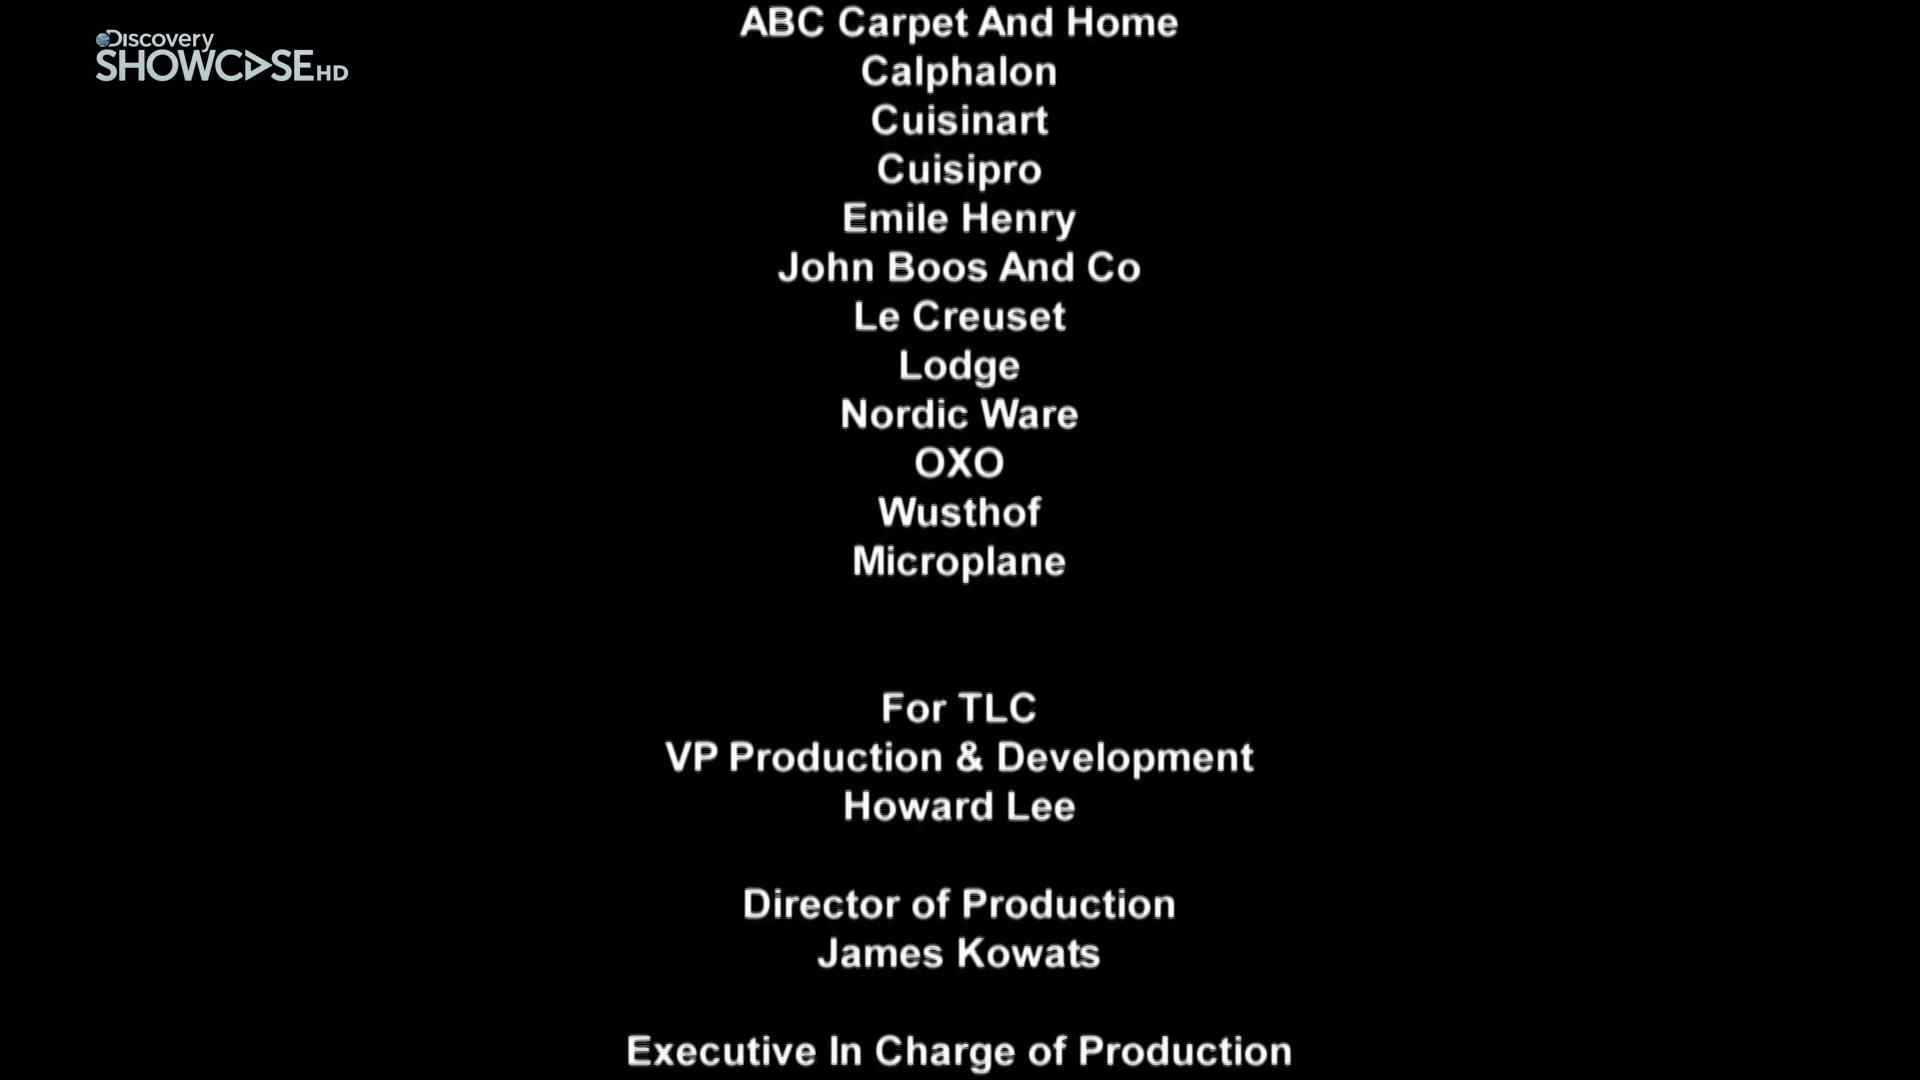 Discovery
SHOWCASE HD
ABC Carpet And Home
Calphalon
Cuisinart
Cuisipro
Emile Henry
John Boos And Co
Le Creuset
Lodge
Nordic Ware
OXO
Wusthof
Microplane
For TLC
VP Production & Development
Howard Lee
Director of Production
James Kowats
Executive In Charge of Production